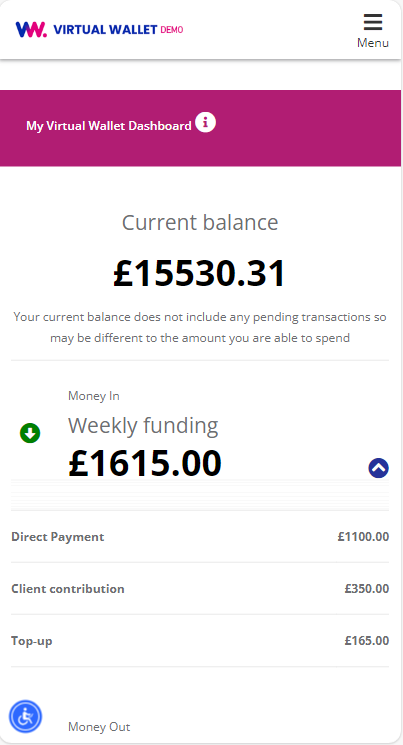 VW. VIRTUAL WALLET DEMO
Menu
My Virtual Wallet Dashboard
Current balance
£15530.31
Your current balance does not include any pending transactions so
may be different to the amount you are able to spend
Money In
Weekly funding
£1615.00
Direct Payment £1100.00
Client contribution £350.00
Top-up £165.00
Money Out